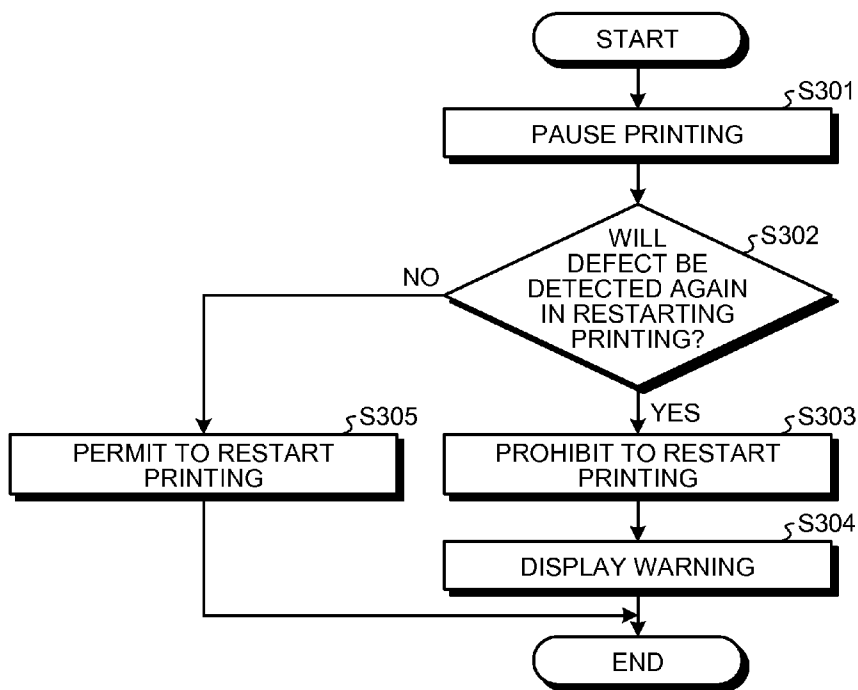 START
S301
PAUSE PRINTING
S302
WILL
DEFECT BE
DETECTED AGAIN
IN RESTARTING
PRINTING?
NO
YES
S305
PERMIT TO RESTART
PRINTING
S303
PROHIBIT TO RESTART
PRINTING
S304
DISPLAY WARNING
END